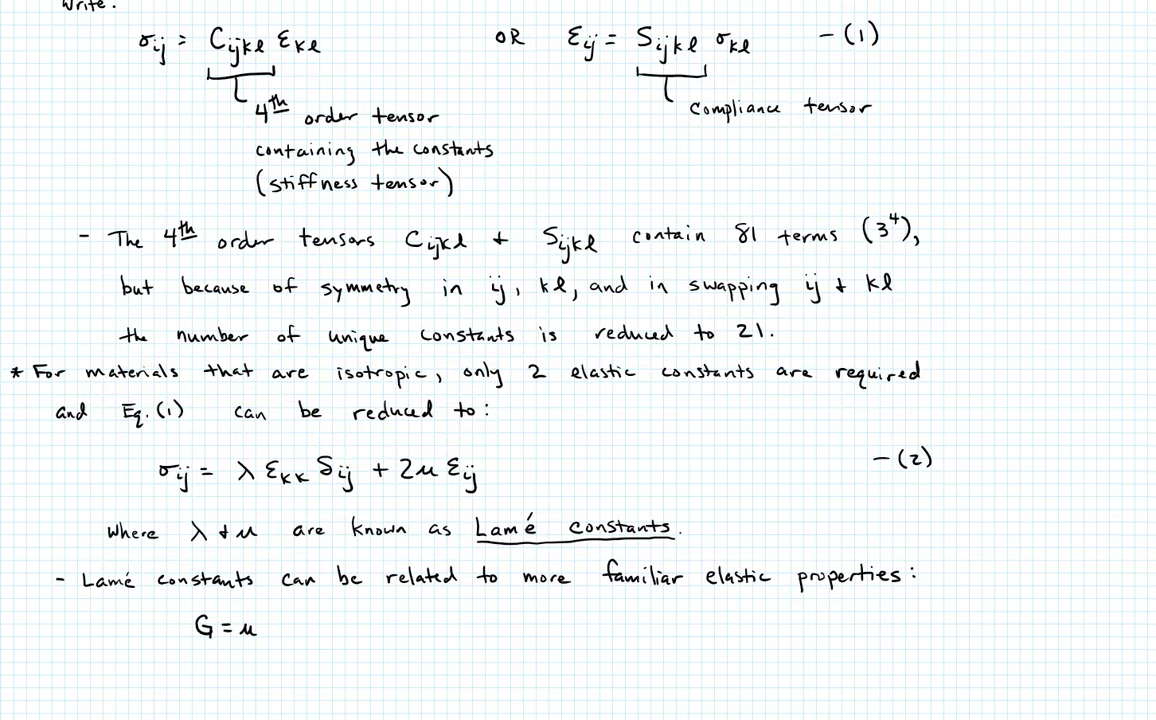 Write:
σij = Cijkl εkl OR εij = Sijkl σkl - (1)
4th order tensor Compliance tensor
containing the constants
(stiffness tensor)
- The 4th order tensors Cijkl + Sijkl contain 81 terms (3^4),
but because of symmetry in ij, kl, and in swapping ij + kl
the number of unique constants is reduced to 21.
* For materials that are isotropic, only 2 elastic constants are required
and Eq. (1) can be reduced to:
σij = λ εkk δij + 2μ εij - (2)
where λ + μ are known as Lamé constants.
- Lamé constants can be related to more familiar elastic properties:
G = μ